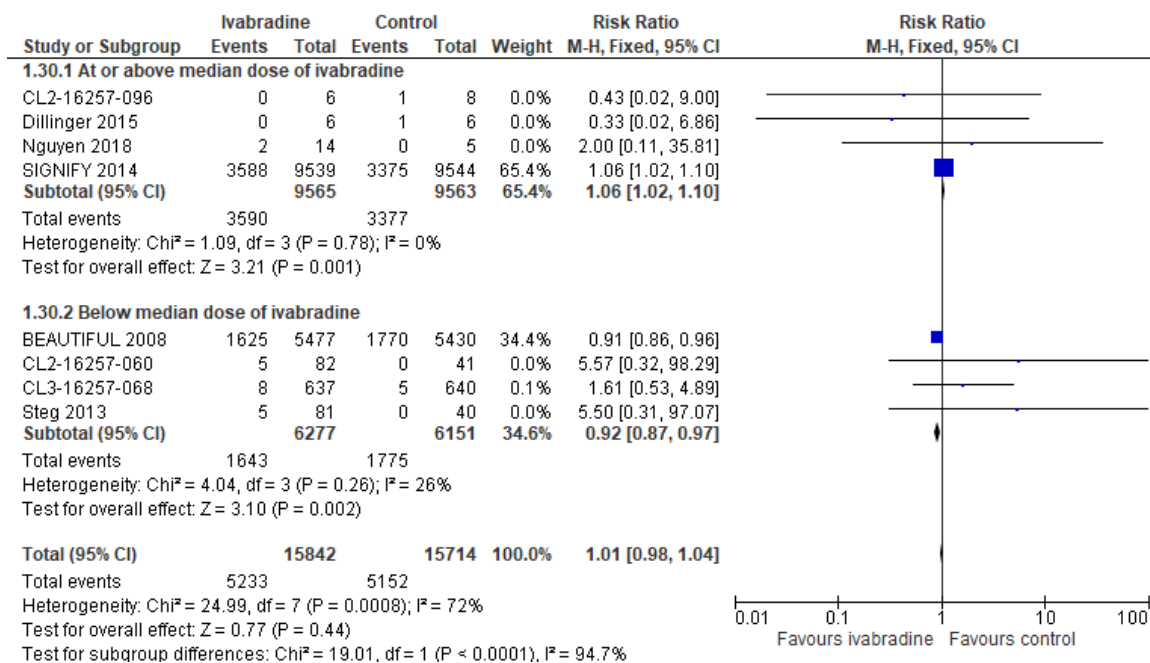 Ivabradine Control Risk Ratio Risk Ratio
Study or Subgroup Events Total Events Total Weight M-H, Fixed, 95% CI M-H, Fixed, 95% CI
1.30.1 At or above median dose of ivabradine
CL2-16257-096 0 6 1 8 0.0% 0.43 [0.02, 9.00]
Dillinger 2015 0 6 1 6 0.0% 0.33 [0.02, 6.86]
Nguyen 2018 2 14 0 5 0.0% 2.00 [0.11, 35.81]
SIGNIFY 2014 3588 9539 3375 9544 65.4% 1.06 [1.02, 1.10]
Subtotal (95% CI) 9565 9563 65.4% 1.06 [1.02, 1.10]
Total events 3590 3377
Heterogeneity: Chi² = 1.09, df = 3 (P = 0.78); I² = 0%
Test for overall effect: Z = 3.21 (P = 0.001)
1.30.2 Below median dose of ivabradine
BEAUTIFUL 2008 1625 5477 1770 5430 34.4% 0.91 [0.86, 0.96]
CL2-16257-060 5 82 0 41 0.0% 5.57 [0.32, 98.29]
CL3-16257-068 8 637 5 640 0.1% 1.61 [0.53, 4.89]
Steg 2013 5 81 0 40 0.0% 5.50 [0.31, 97.07]
Subtotal (95% CI) 6277 6151 34.6% 0.92 [0.87, 0.97]
Total events 1643 1775
Heterogeneity: Chi² = 4.04, df = 3 (P = 0.26); I² = 26%
Test for overall effect: Z = 3.10 (P = 0.002)
Total (95% CI) 15842 15714 100.0% 1.01 [0.98, 1.04]
Total events 5233 5152
Heterogeneity: Chi² = 24.99, df = 7 (P = 0.0008); I² = 72%
Test for overall effect: Z = 0.77 (P = 0.44)
Test for subgroup differences: Chi² = 19.01, df = 1 (P < 0.0001), I² = 94.7%
0.01 0.1 1 10 100
Favours ivabradine Favours control